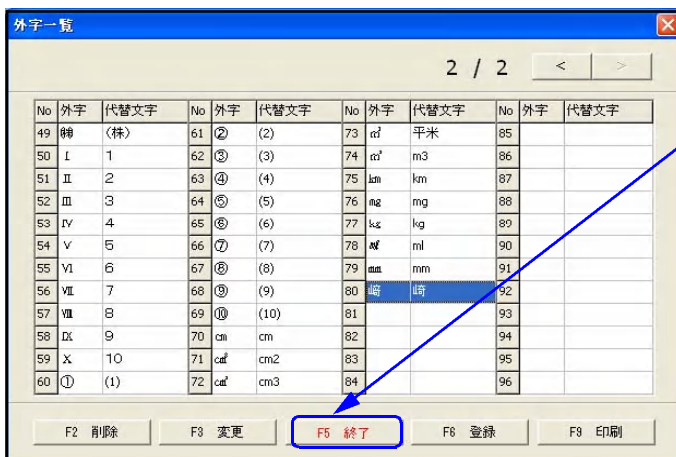 外字一覧
2 / 2 < >
No 外字 代替文字 No 外字 代替文字 No 外字 代替文字 No 外字 代替文字
49 ㈱ (株) 61 ② (2) 73 ㎡ 平米 85
50 Ⅰ 1 62 ③ (3) 74 m³ m3 86
51 Ⅱ 2 63 ④ (4) 75 ㎞ km 87
52 Ⅲ 3 64 ⑤ (5) 76 ㎎ mg 88
53 Ⅳ 4 65 ⑥ (6) 77 ㎏ kg 89
54 Ⅴ 5 66 ⑦ (7) 78 ㎖ ml 90
55 Ⅵ 6 67 ⑧ (8) 79 ㎜ mm 91
56 Ⅶ 7 68 ⑨ (9) 80 﨑 﨑 92
57 Ⅷ 8 69 ⑩ (10) 81 93
58 Ⅸ 9 70 ㎝ cm 82 94
59 Ⅹ 10 71 ㎠ cm2 83 95
60 ① (1) 72 ㎤ cm3 84 96
F2 削除 F3 変更 F5 終了 F6 登録 F9 印刷